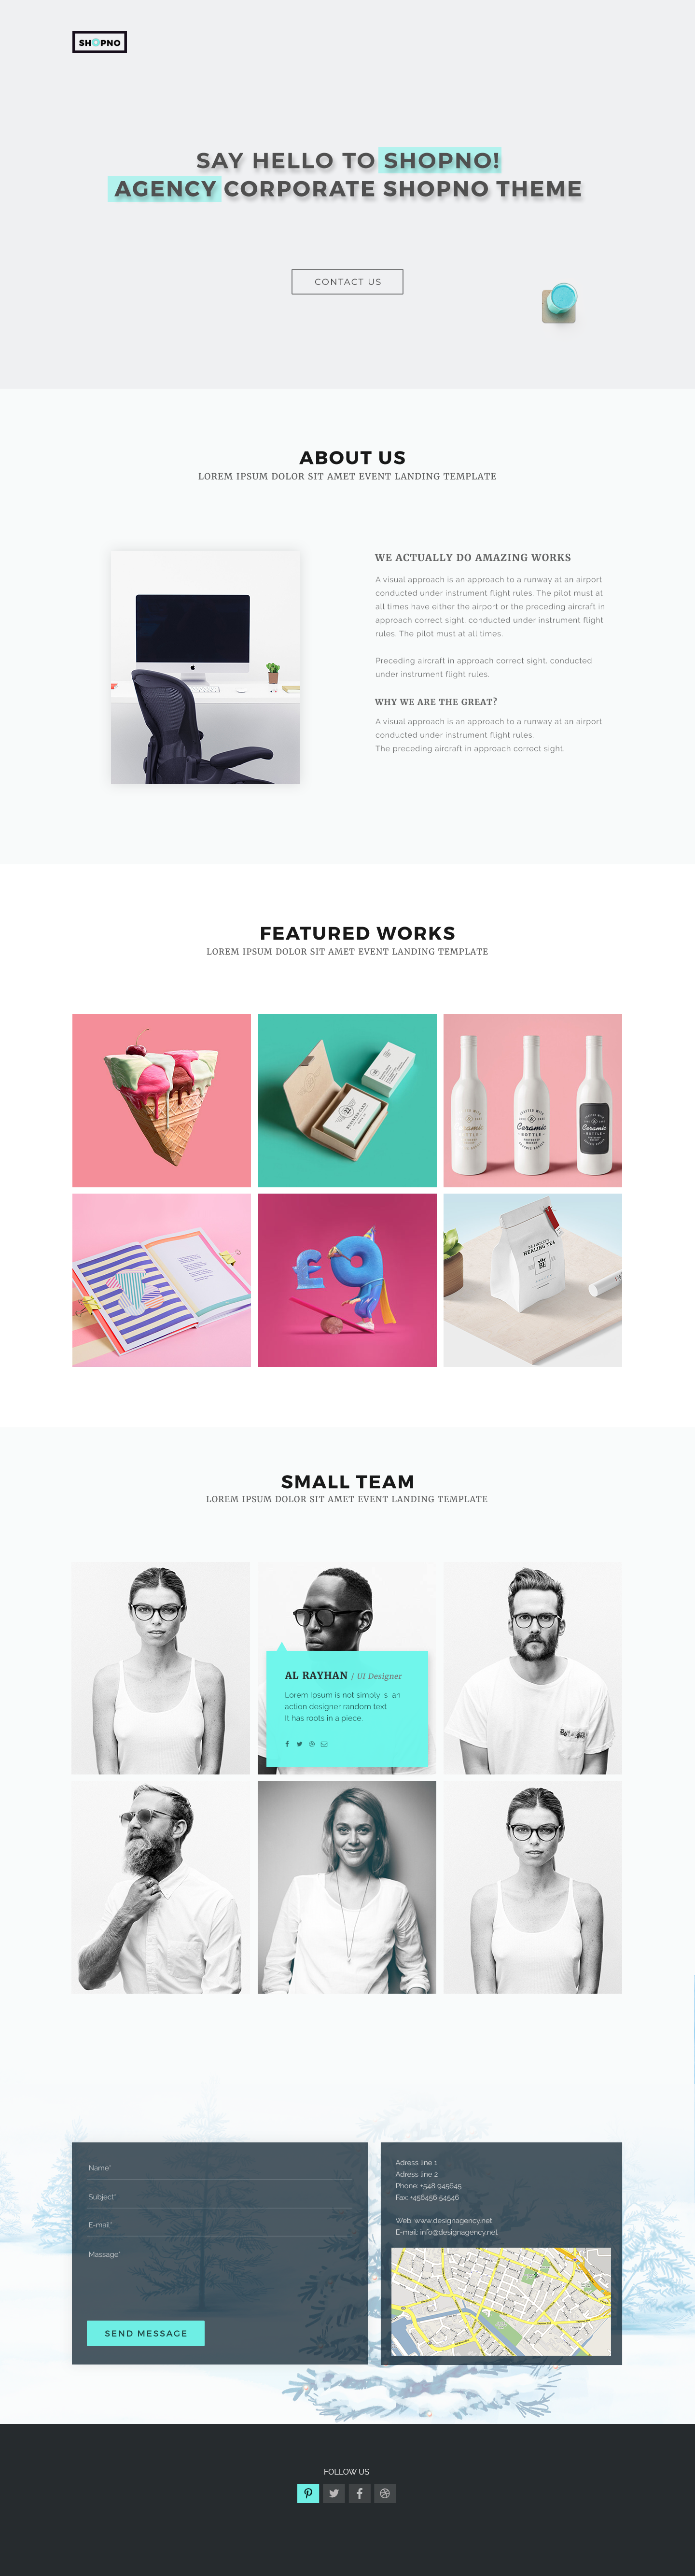 SHOPNO
SAY HELLO TO SHOPNO!
AGENCY CORPORATE SHOPNO THEME
CONTACT US
ABOUT US
LOREM IPSUM DOLOR SIT AMET EVENT LANDING TEMPLATE
WE ACTUALLY DO AMAZING WORKS
A visual approach is an approach to a runway at an airport
conducted under instrument flight rules. The pilot must at
all times have either the airport or the preceding aircraft in
approach correct sight. conducted under instrument flight
rules. The pilot must at all times.
Preceding aircraft in approach correct sight. conducted
under instrument flight rules.
WHY WE ARE THE GREAT?
A visual approach is an approach to a runway at an airport
conducted under instrument flight rules.
The preceding aircraft in approach correct sight.
FEATURED WORKS
LOREM IPSUM DOLOR SIT AMET EVENT LANDING TEMPLATE
Ceramic
BOTTLE
Ceramic
BOTTLE
Ceramic
BOTTLE
HEALING TEA
SMALL TEAM
LOREM IPSUM DOLOR SIT AMET EVENT LANDING TEMPLATE
AL RAYHAN / UI Designer
Lorem Ipsum is not simply is an
action designer random text
It has roots in a piece.
Name*
Subject*
E-mail*
Massage*
SEND MESSAGE
Adress line 1
Adress line 2
Phone: +548 945645
Fax: +456456 54546
Web: www.designagency.net
E-mail: info@designagency.net
FOLLOW US